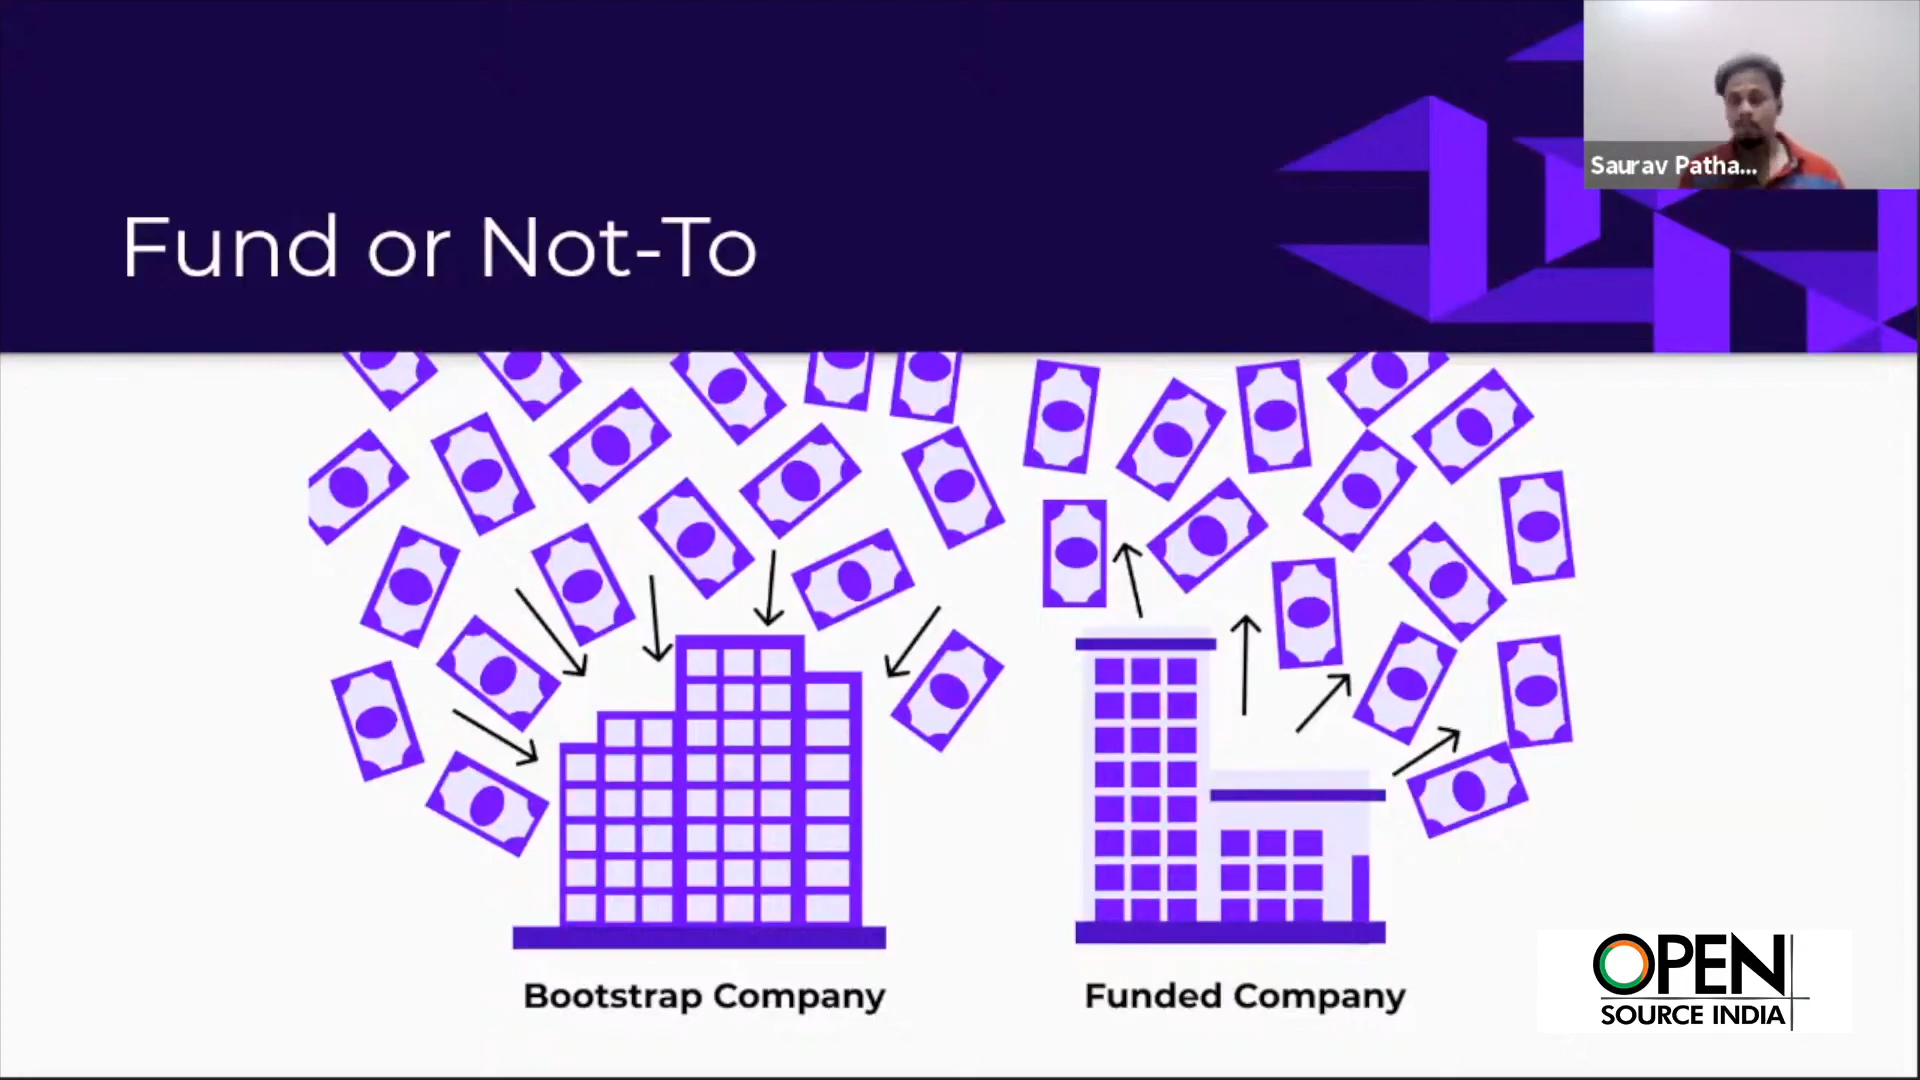 Saurav Patha...
Fund or Not-To
Bootstrap Company
Funded Company
OPEN
SOURCE INDIA